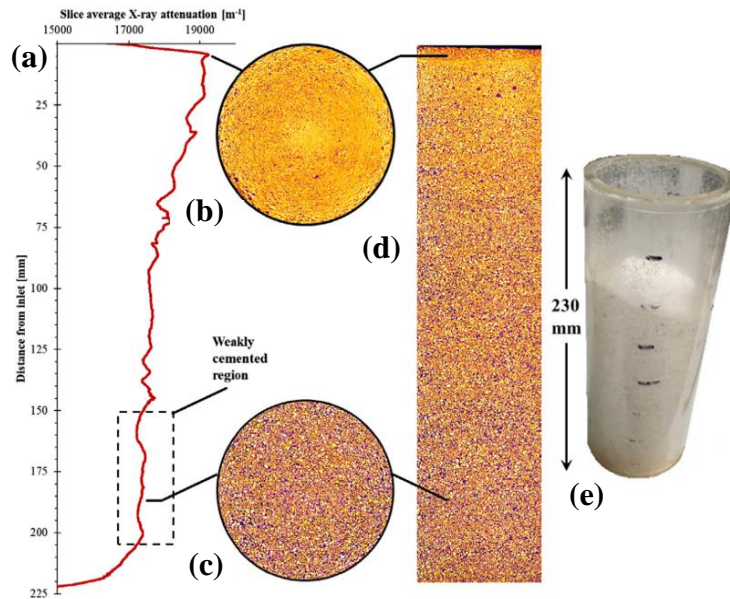 Slice average X-ray attenuation [m⁻¹]
15000 17000 19000
(a)
25
50
75
100
125
150
175
200
225
Distance from inlet [mm]
(b)
(d)
Weakly
cemented
region
(c)
230
mm
(e)